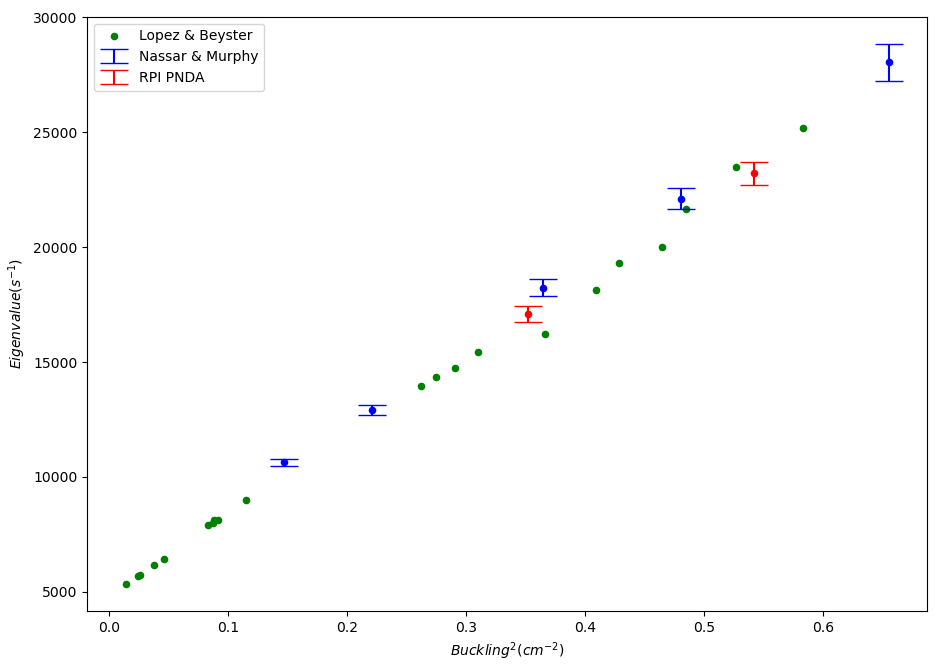 Lopez & Beyster
Nassar & Murphy
RPI PNDA
30000
25000
20000
15000
10000
5000
Eigenvalue(s⁻¹)
0.0 0.1 0.2 0.3 0.4 0.5 0.6
Buckling²(cm⁻²)